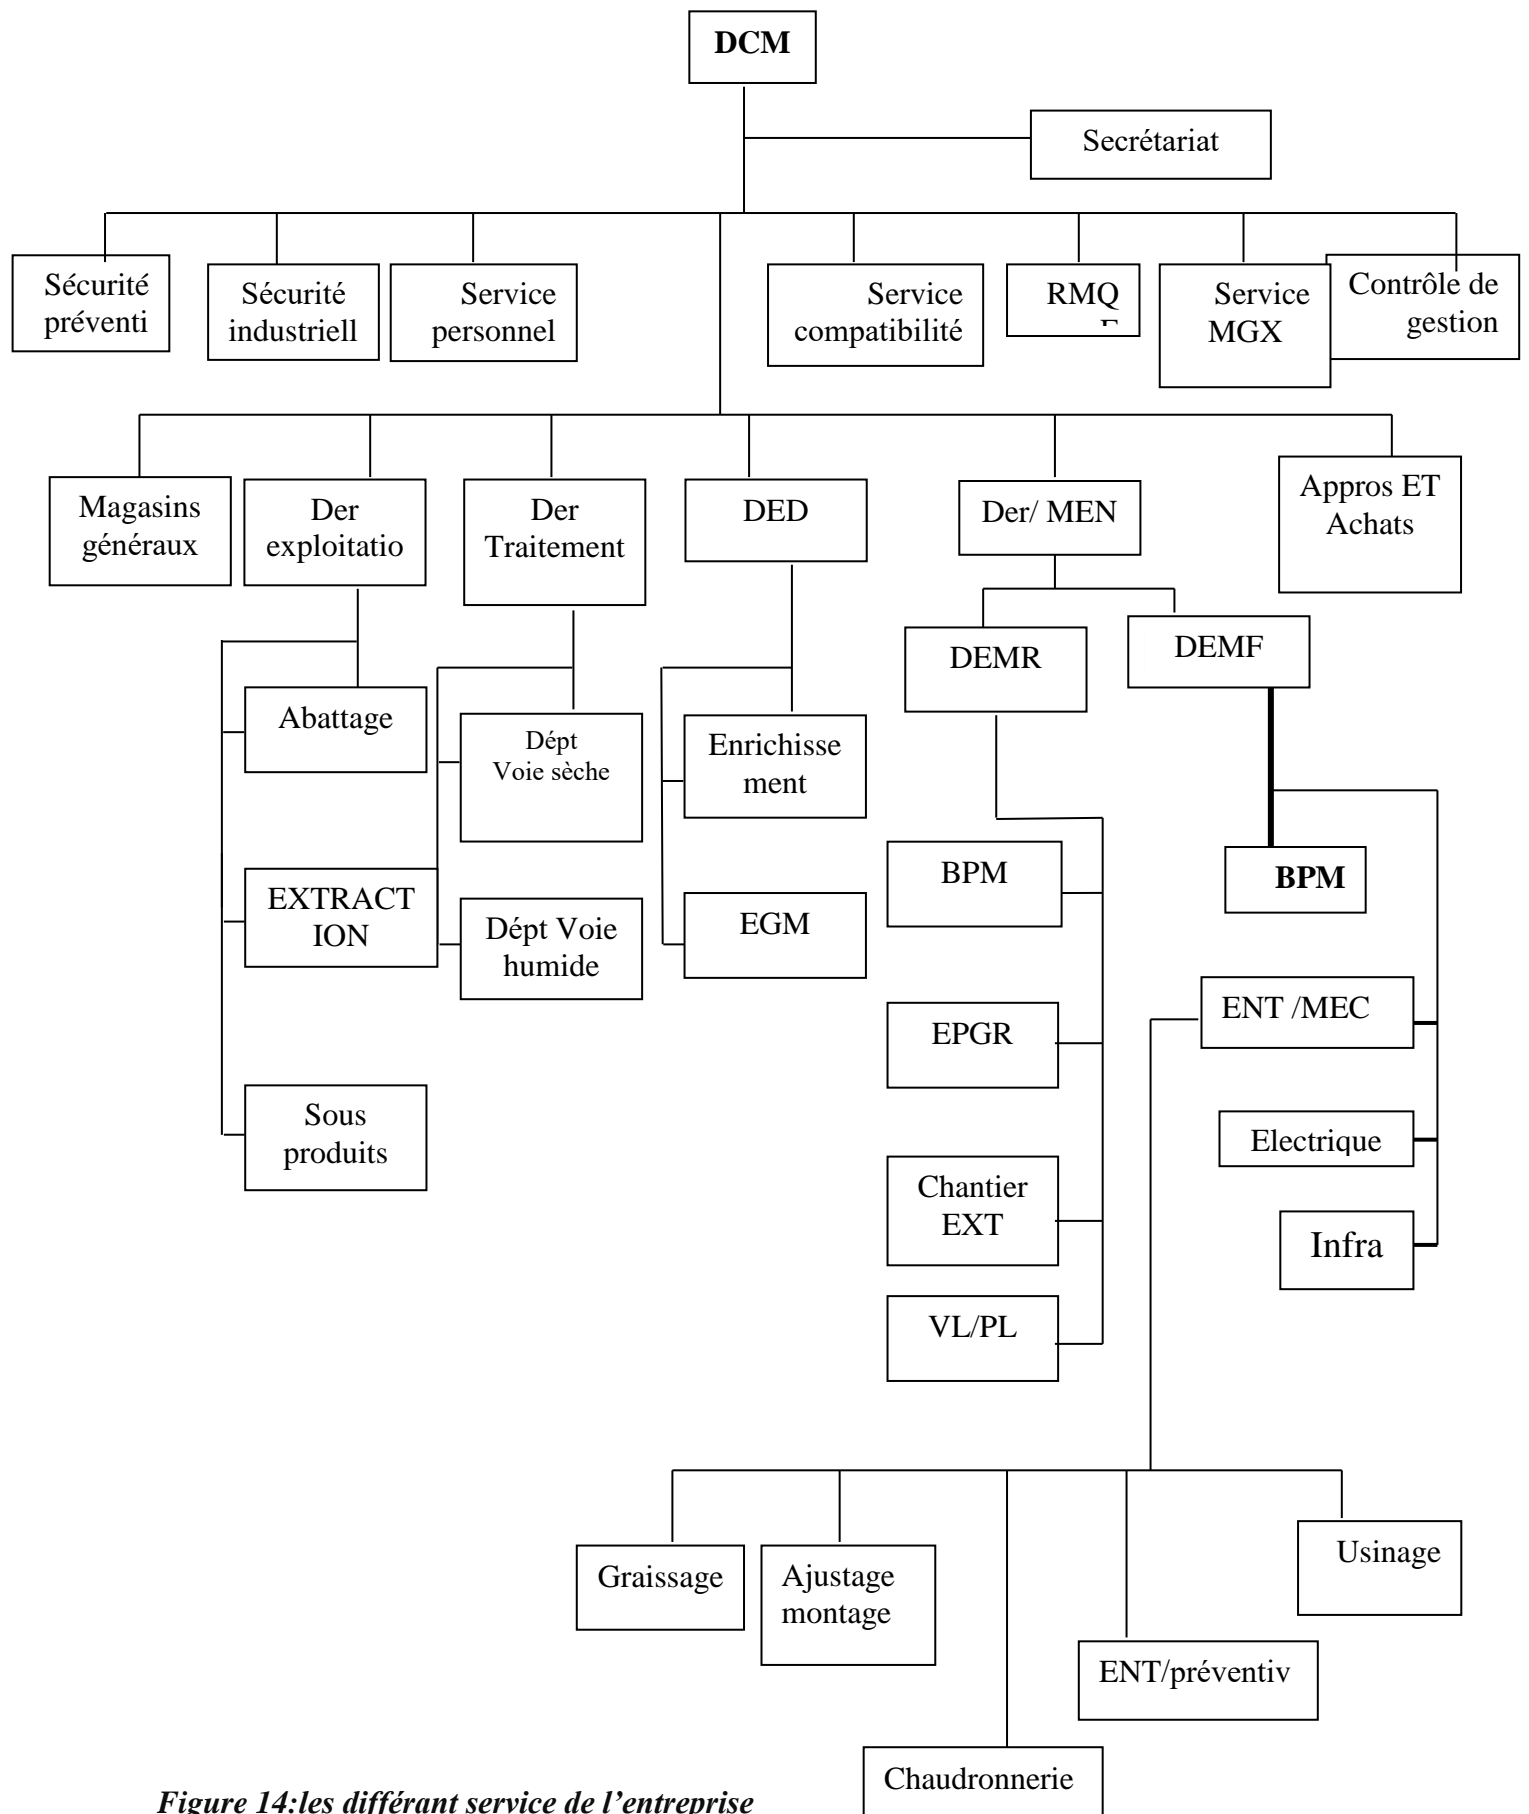 DCM
Secrétariat
Sécurité
préventi
Sécurité
industriell
Service
personnel
Service
compatibilité
RMQ
Service
MGX
Contrôle de
gestion
Magasins
généraux
Der
exploitatio
Der
Traitement
DED
Der/ MEN
Appros ET
Achats
DEMR
DEMF
Abattage
Dépt
Voie sèche
Enrichisse
ment
BPM
BPM
EXTRACT
ION
Dépt Voie
humide
EGM
ENT /MEC
EPGR
Sous
produits
Electrique
Chantier
EXT
Infra
VL/PL
Graissage
Ajustage
montage
Usinage
ENT/préventiv
Chaudronnerie
Figure 14:les différant service de l’entreprise